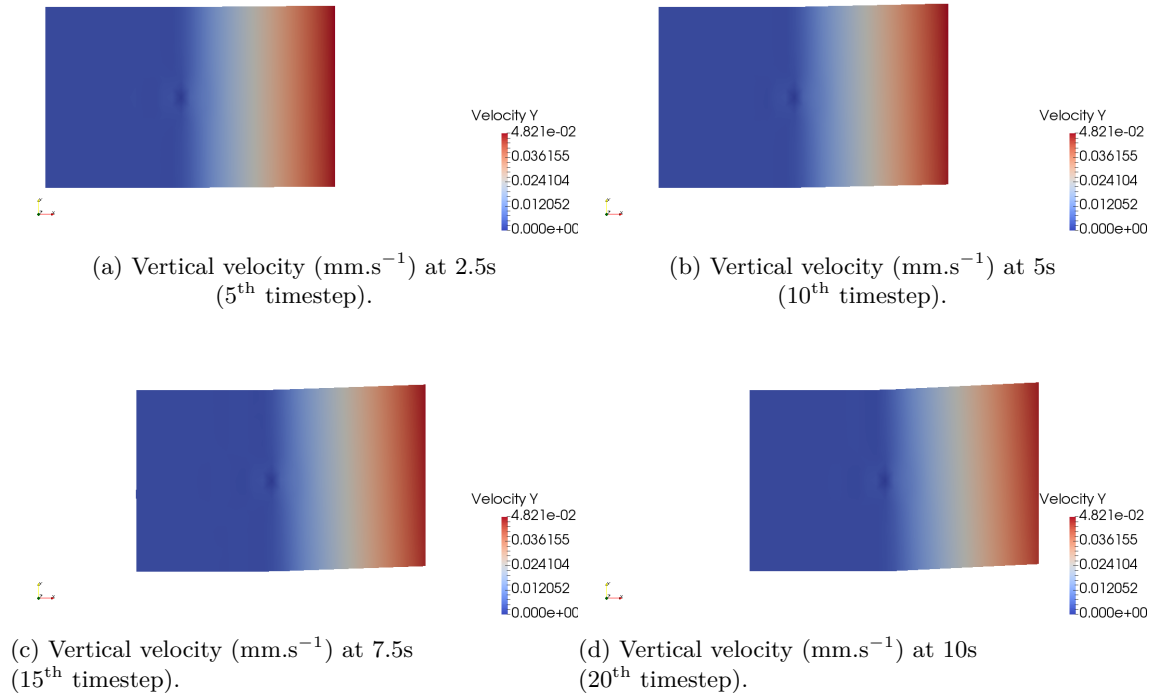 Velocity Y
4.821e-02
0.036155
0.024104
0.012052
0.000e+00
Velocity Y
4.821e-02
0.036155
0.024104
0.012052
0.000e+00
(a) Vertical velocity (mm.s⁻¹) at 2.5s
(5ᵗʰ timestep).
(b) Vertical velocity (mm.s⁻¹) at 5s
(10ᵗʰ timestep).
Velocity Y
4.821e-02
0.036155
0.024104
0.012052
0.000e+00
Velocity Y
4.821e-02
0.036155
0.024104
0.012052
0.000e+00
(c) Vertical velocity (mm.s⁻¹) at 7.5s
(15ᵗʰ timestep).
(d) Vertical velocity (mm.s⁻¹) at 10s
(20ᵗʰ timestep).